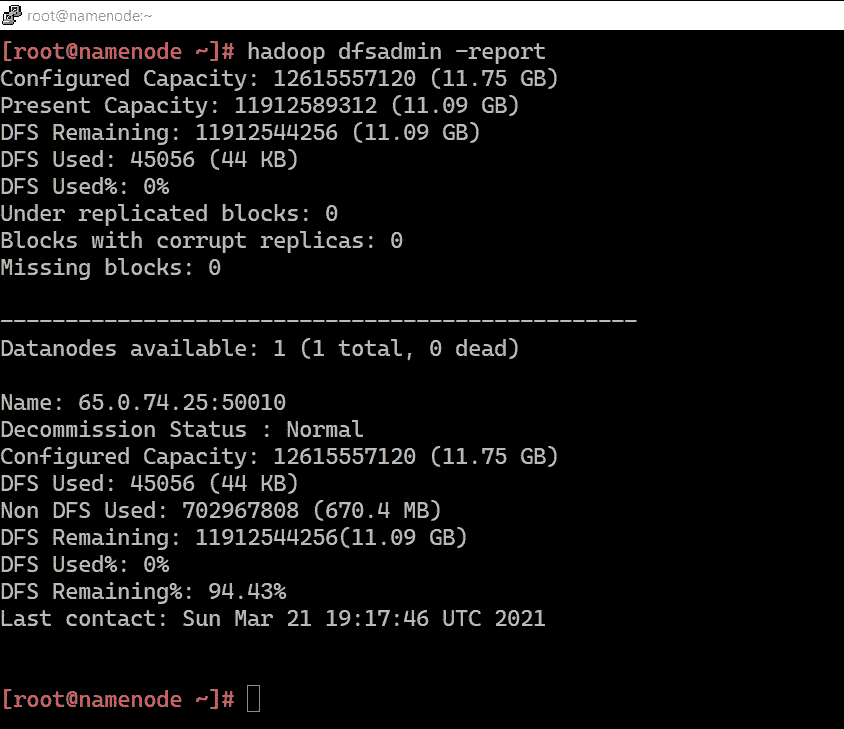 root@namenode:~
[root@namenode ~]# hadoop dfsadmin -report
Configured Capacity: 12615557120 (11.75 GB)
Present Capacity: 11912589312 (11.09 GB)
DFS Remaining: 11912544256 (11.09 GB)
DFS Used: 45056 (44 KB)
DFS Used%: 0%
Under replicated blocks: 0
Blocks with corrupt replicas: 0
Missing blocks: 0
-------------------------------------------------
Datanodes available: 1 (1 total, 0 dead)
Name: 65.0.74.25:50010
Decommission Status : Normal
Configured Capacity: 12615557120 (11.75 GB)
DFS Used: 45056 (44 KB)
Non DFS Used: 702967808 (670.4 MB)
DFS Remaining: 11912544256(11.09 GB)
DFS Used%: 0%
DFS Remaining%: 94.43%
Last contact: Sun Mar 21 19:17:46 UTC 2021
[root@namenode ~]#